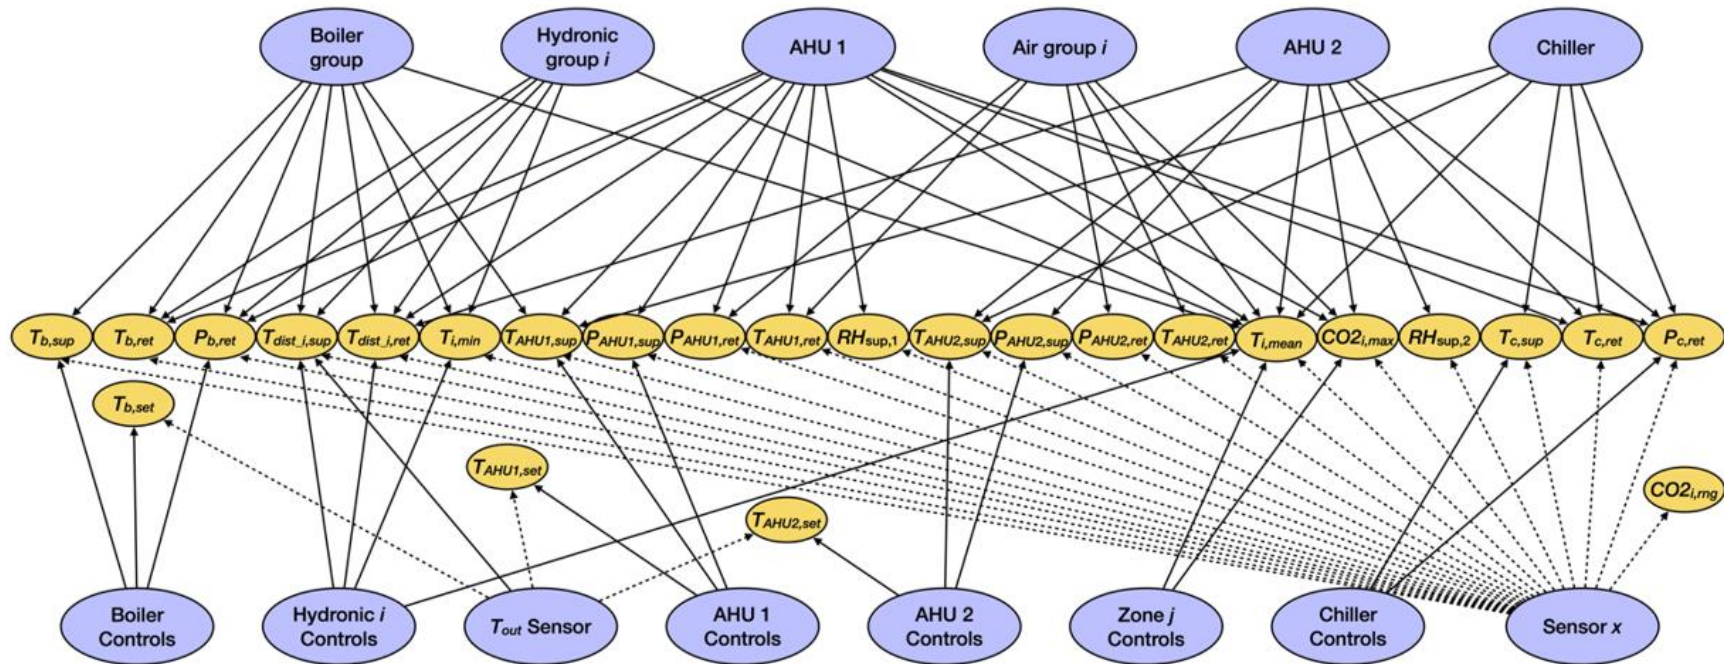 Boiler
group
Hydronic
group i
AHU 1
Air group i
AHU 2
Chiller
Tb,sup
Tb,ret
Pb,ret
Tdist_i,sup
Tdist_i,ret
Ti,min
TAHU1,sup
PAHU1,sup
PAHU1,ret
TAHU1,ret
RHsup,1
TAHU2,sup
PAHU2,sup
PAHU2,ret
TAHU2,ret
Ti,mean
CO2i,max
RHsup,2
Tc,sup
Tc,ret
Pc,ret
Tb,set
TAHU1,set
CO2i,rng
TAHU2,set
Boiler
Controls
Hydronic i
Controls
Tout Sensor
AHU 1
Controls
AHU 2
Controls
Zone j
Controls
Chiller
Controls
Sensor x